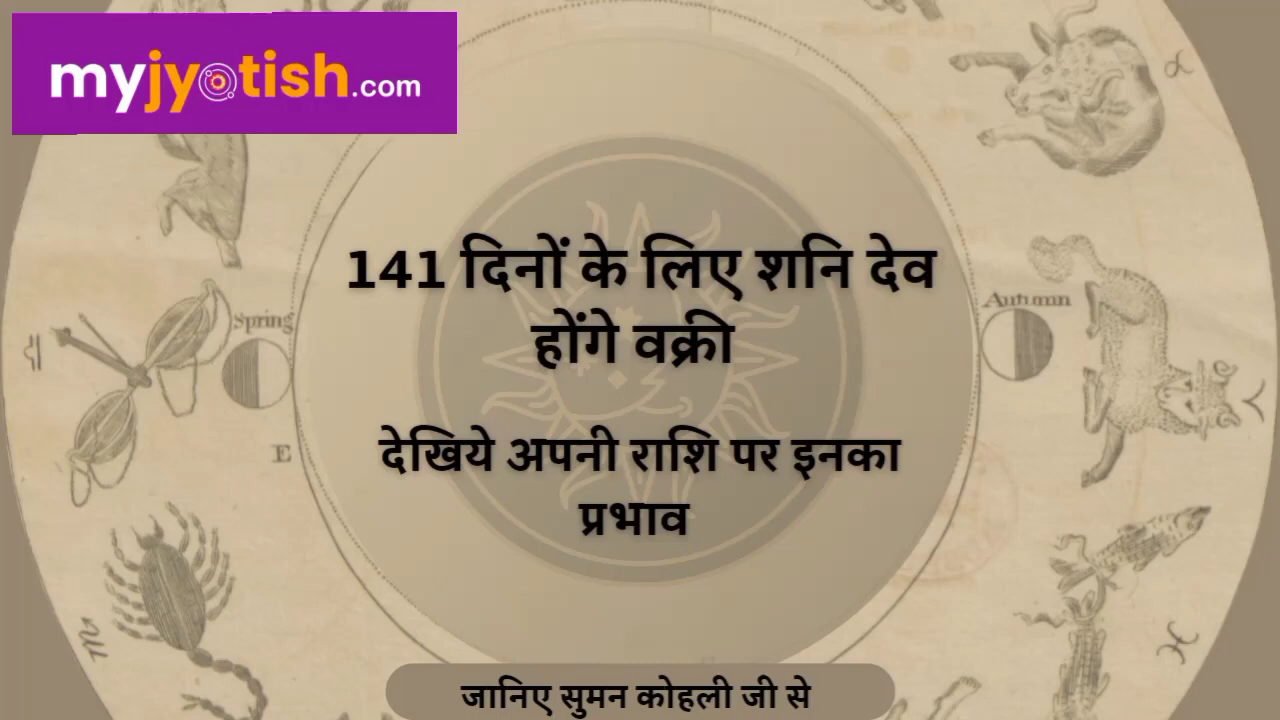 myjyotish.com
141 दिनों के लिए शनि देव
होंगे वक्री
Spring
Autumn
देखिये अपनी राशि पर इनका
E
प्रभाव
जानिए सुमन कोहली जी से